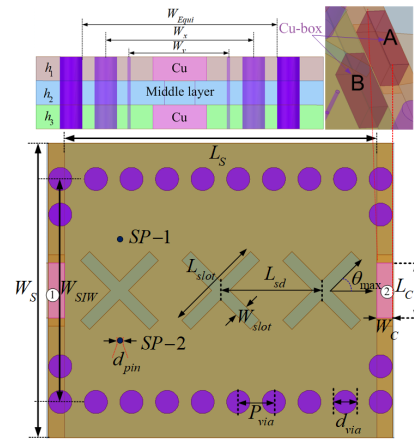 W_Equi
W_x
W_v
Cu-box
A
B
h_1
Cu
h_2
Middle layer
h_3
Cu
L_S
SP-1
L_slot
L_sd
θ_max
W_S
1
W_SIW
2
L_C
W_slot
W_C
SP-2
d_pin
P_via
d_via